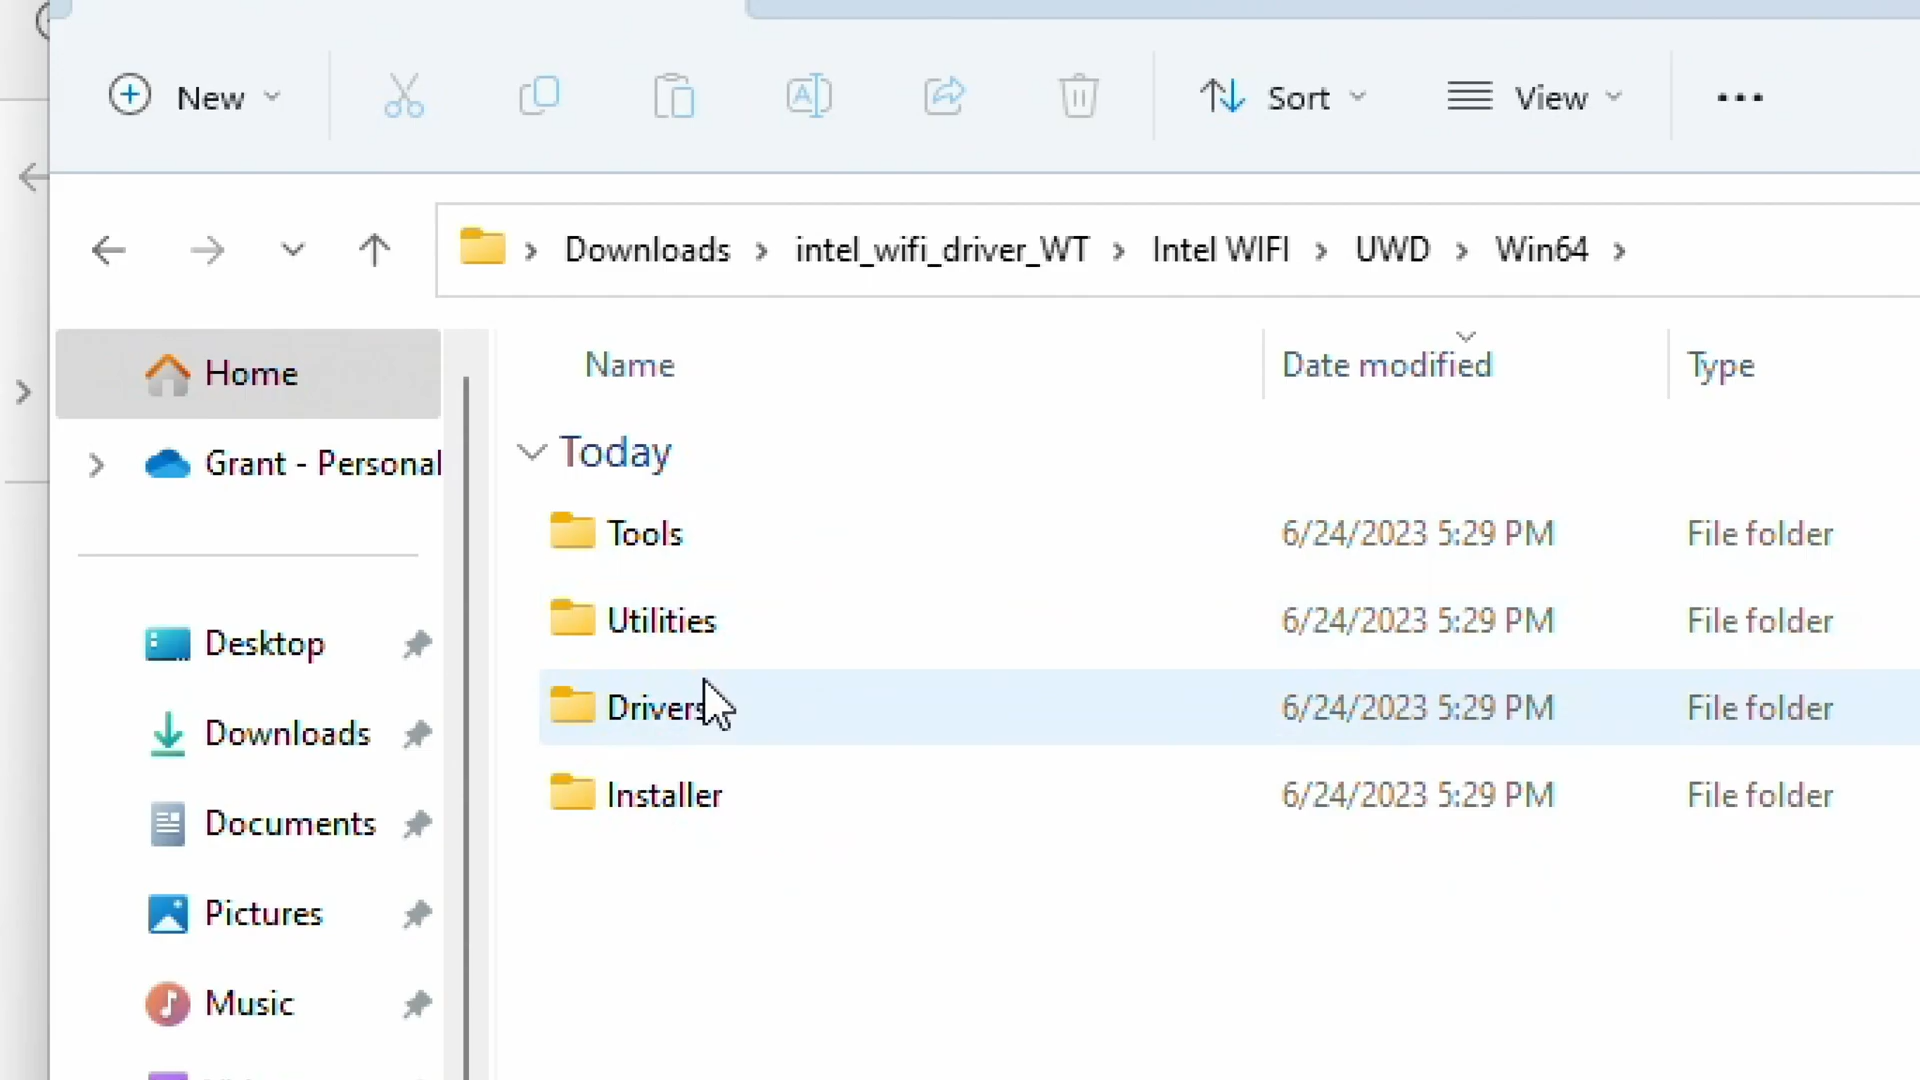 New Sort View
Downloads intel_wifi_driver_WT Intel WIFI UWD Win64
Home
Grant - Personal
Desktop
Downloads
Documents
Pictures
Music
Name Date modified Type
Today
Tools 6/24/2023 5:29 PM File folder
Utilities 6/24/2023 5:29 PM File folder
Drivers 6/24/2023 5:29 PM File folder
Installer 6/24/2023 5:29 PM File folder